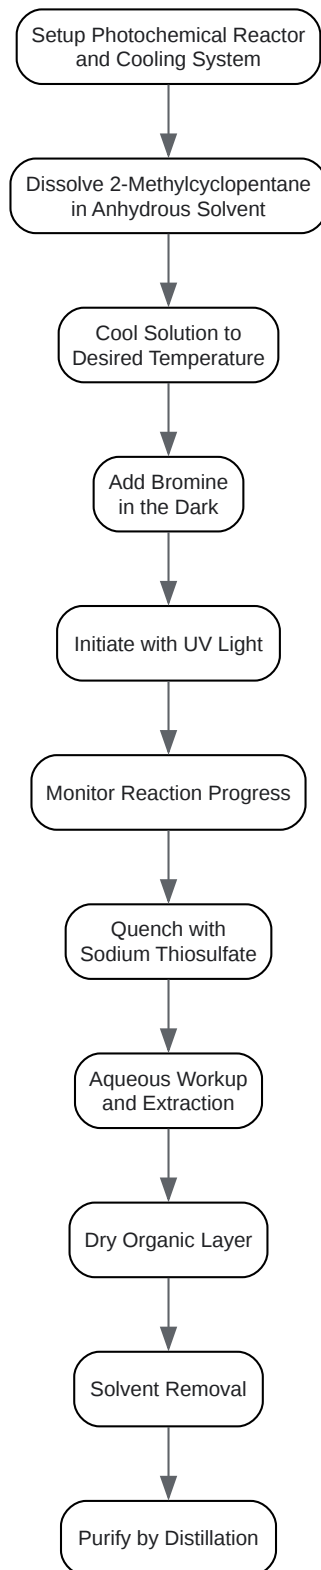 Setup Photochemical Reactor
and Cooling System
Dissolve 2-Methylcyclopentane
in Anhydrous Solvent
Cool Solution to
Desired Temperature
Add Bromine
in the Dark
Initiate with UV Light
Monitor Reaction Progress
Quench with
Sodium Thiosulfate
Aqueous Workup
and Extraction
Dry Organic Layer
Solvent Removal
Purify by Distillation